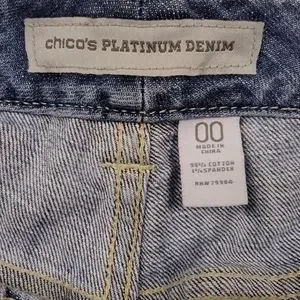 chico's PLATINUM DENIM
00
MADE IN
CHINA
99% COTTON
1% SPANDEX